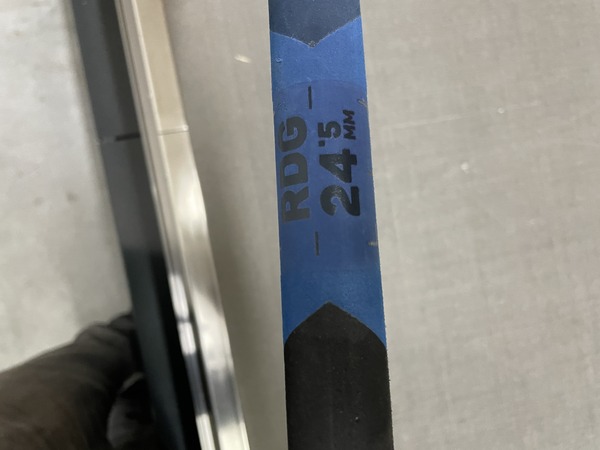 — RDG —
24.5
MM